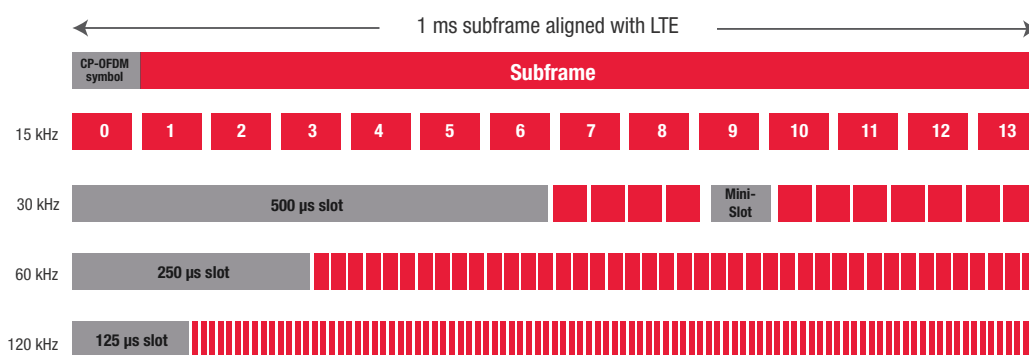 1 ms subframe aligned with LTE
CP-OFDM
symbol
Subframe
15 kHz 0 1 2 3 4 5 6 7 8 9 10 11 12 13
30 kHz 500 µs slot Mini-
Slot
60 kHz 250 µs slot
120 kHz 125 µs slot